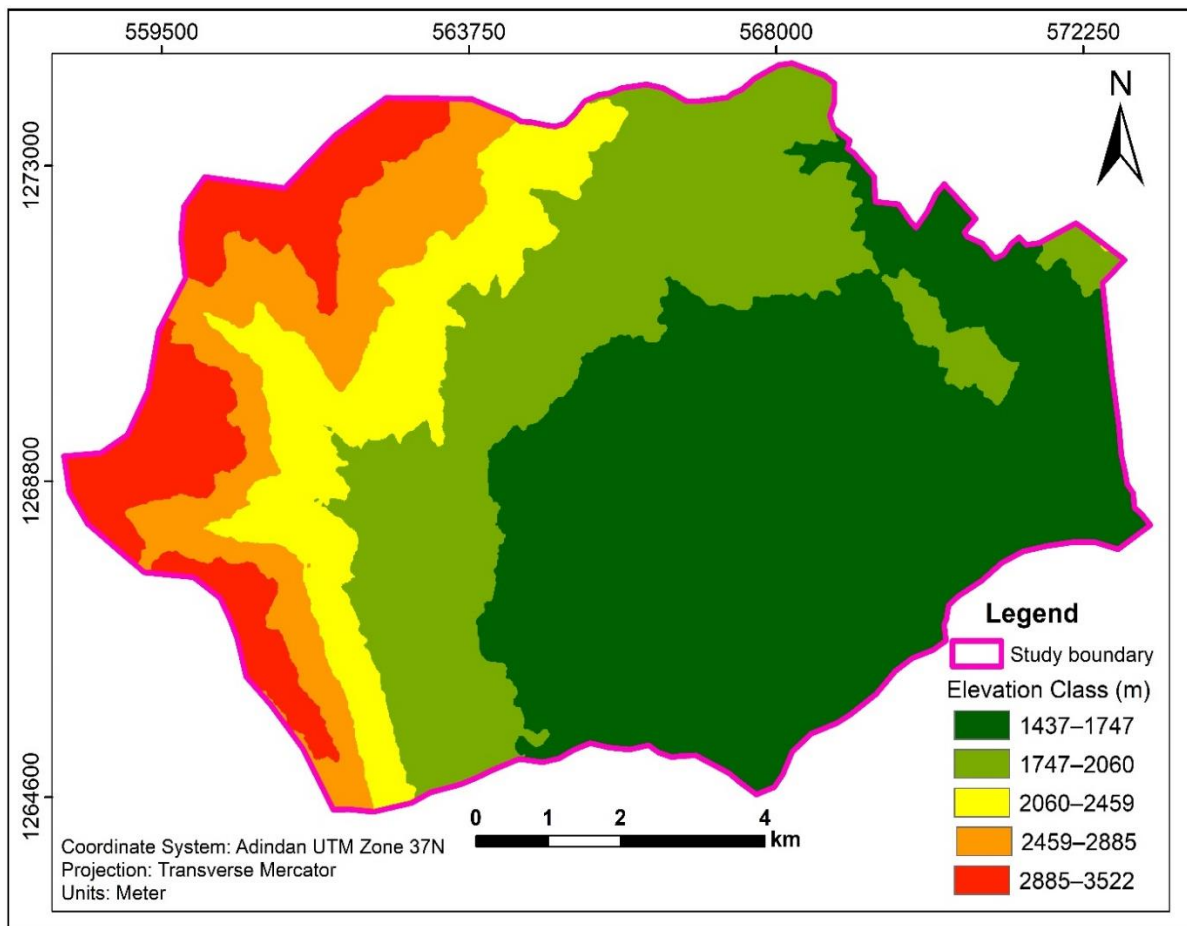 559500 563750 568000 572250
N
1273000
1268800
1264600
Legend
Study boundary
Elevation Class (m)
1437–1747
1747–2060
2060–2459
2459–2885
2885–3522
0 1 2 4
km
Coordinate System: Adindan UTM Zone 37N
Projection: Transverse Mercator
Units: Meter